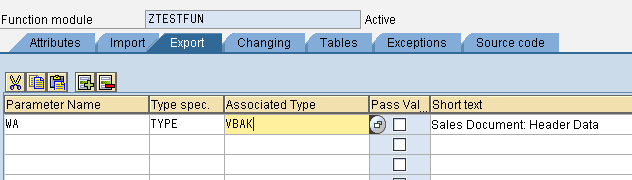 Function module ZTESTFUN Active
Attributes Import Export Changing Tables Exceptions Source code
Parameter Name Type spec. Associated Type Pass Val... Short text
WA TYPE VBAK Sales Document: Header Data